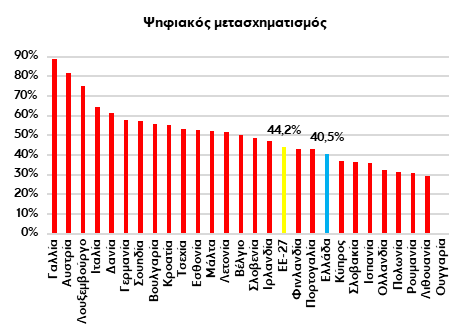 Ψηφιακός μετασχηματισμός
90%
80%
70%
60%
50%
40%
30%
20%
10%
0%
44,2%
40,5%
Γαλλία
Αυστρία
Λουξεμβούργο
Ιταλία
Δανία
Γερμανία
Σουηδία
Βουλγαρία
Κροατία
Τσεχία
Εσθονία
Μάλτα
Λετονία
Βέλγιο
Σλοβενία
Ιρλανδία
ΕΕ-27
Φινλανδία
Πορτογαλία
Ελλάδα
Κύπρος
Σλοβακία
Ισπανία
Ολλανδία
Πολωνία
Ρουμανία
Λιθουανία
Ουγγαρία